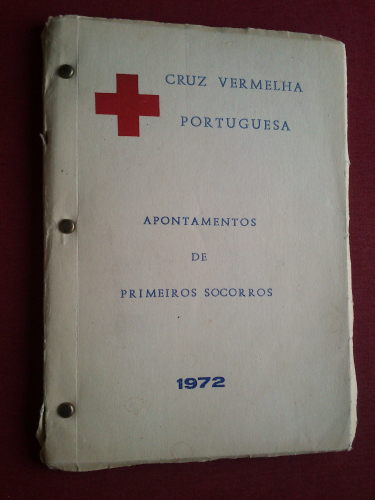 CRUZ VERMELHA
PORTUGUESA
APONTAMENTOS
DE
PRIMEIROS SOCORROS
1972